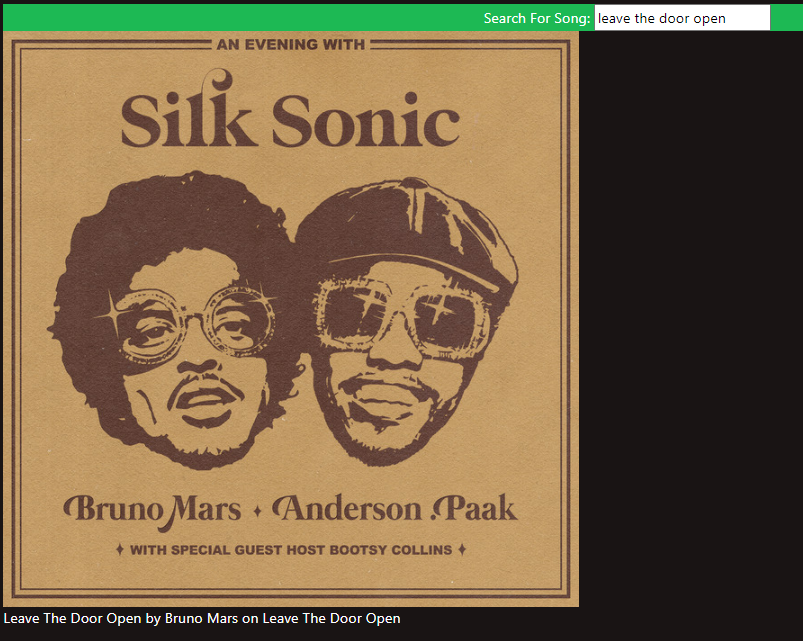 Search For Song: leave the door open
AN EVENING WITH
Silk Sonic
Bruno Mars ✦ Anderson .Paak
✦ WITH SPECIAL GUEST HOST BOOTSY COLLINS ✦
Leave The Door Open by Bruno Mars on Leave The Door Open